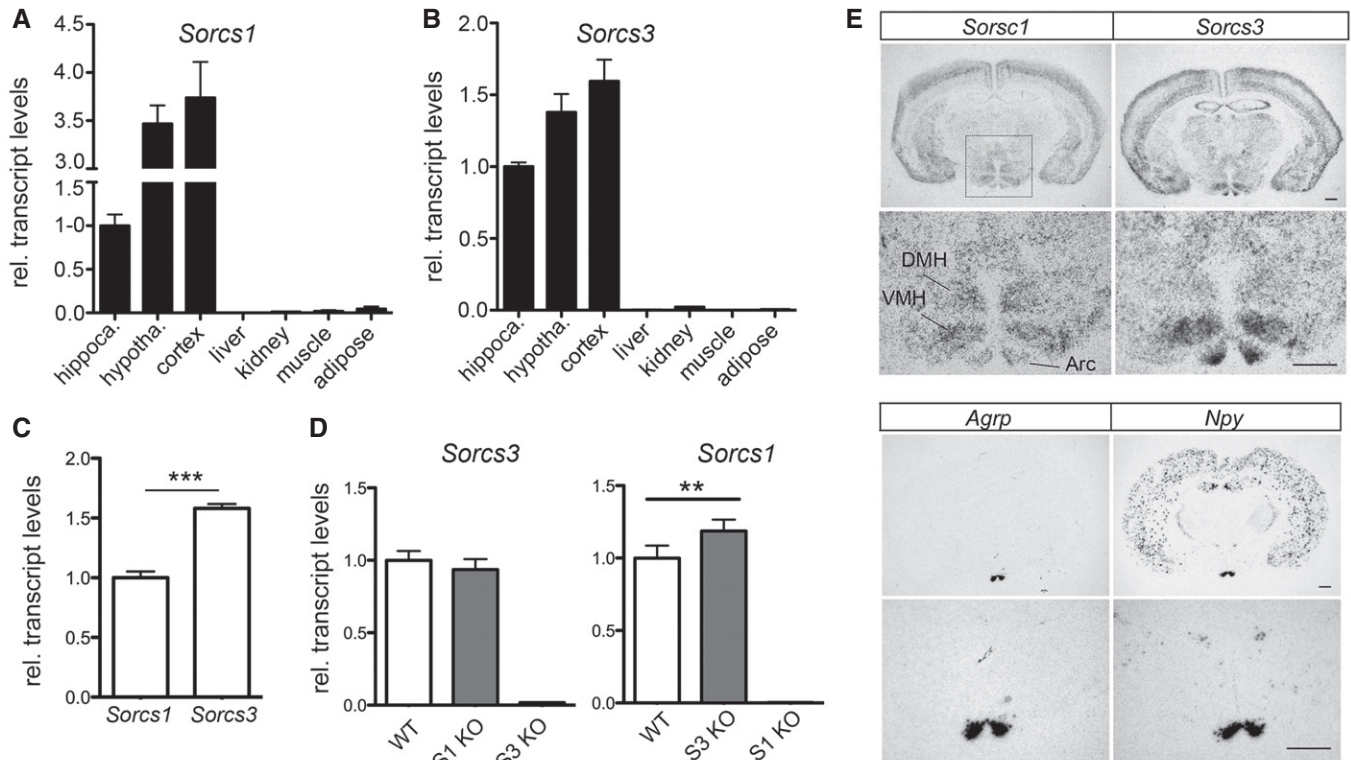 A
Sorcs1
rel. transcript levels
4.5
4.0
3.5
3.0
1.5
1-0
0.5
0.0
hippoca.
hypotha.
cortex
liver
kidney
muscle
adipose
B
Sorcs3
rel. transcript levels
2.0
1.5
1.0
0.5
0.0
hippoca.
hypotha.
cortex
liver
kidney
muscle
adipose
C
rel. transcript levels
2.0
1.5
1.0
0.5
0.0
***
Sorcs1
Sorcs3
D
Sorcs3
rel. transcript levels
1.5
1.0
0.5
0.0
WT
S1 KO
S3 KO
Sorcs1
1.5
1.0
0.5
0.0
**
WT
S3 KO
S1 KO
E
Sorsc1
Sorcs3
DMH
VMH
Arc
Agrp
Npy